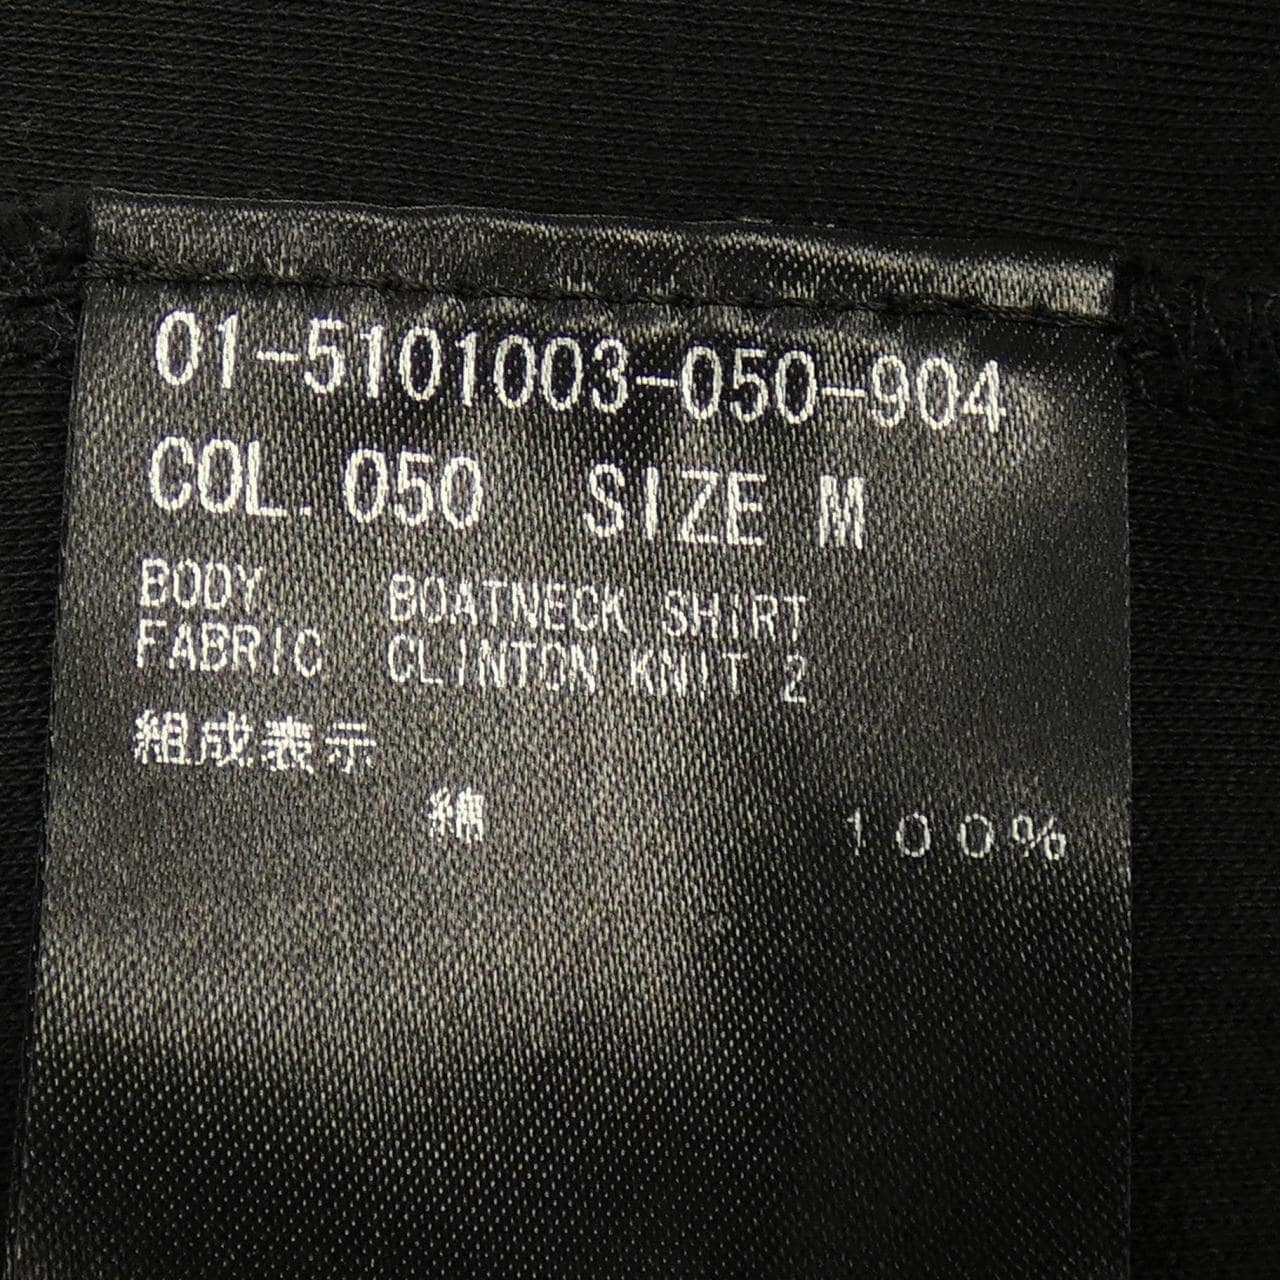 01-5101003-050-904
COL. 050 SIZE M
BODY BOATNECK SHIRT
FABRIC CLINTON KNIT 2
組成表示
綿 100%